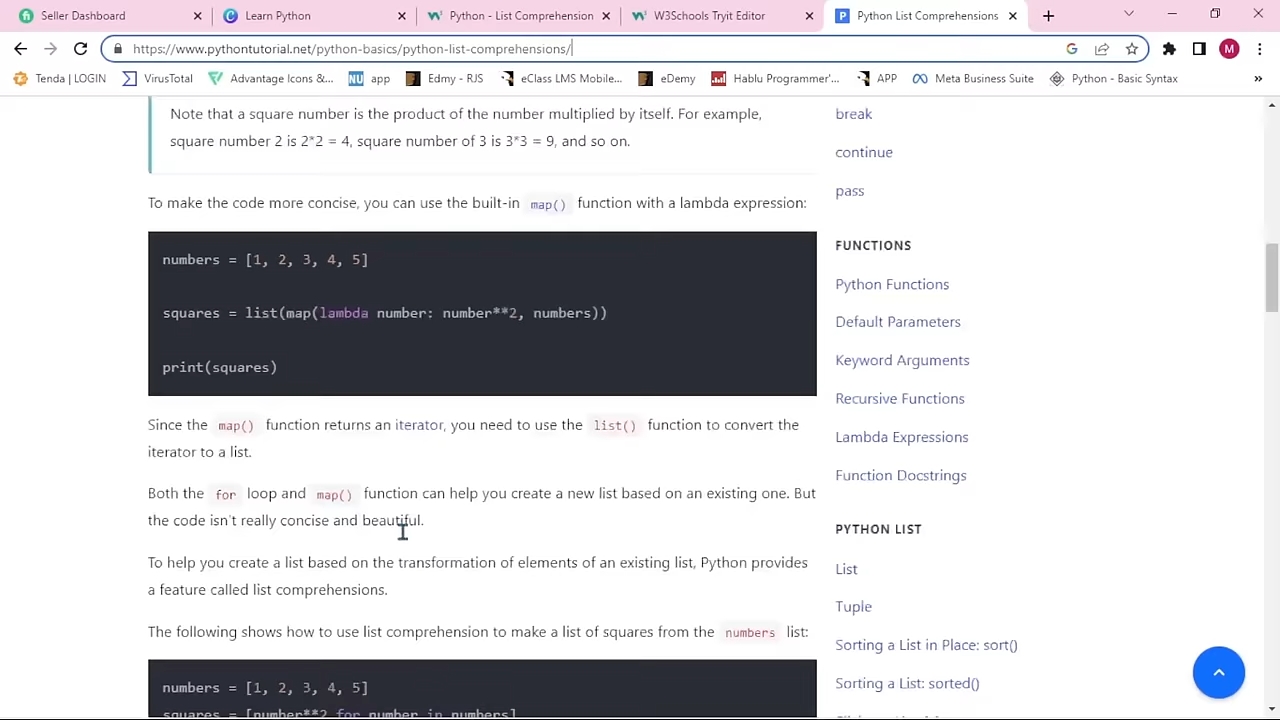 Seller Dashboard
Learn Python
Python - List Comprehension
W3Schools Tryit Editor
Python List Comprehensions
https://www.pythontutorial.net/python-basics/python-list-comprehensions/
M
Tenda | LOGIN
VirusTotal
Advantage Icons &...
NU app
Edmy - RJS
eClass LMS Mobile...
eDemy
Hablu Programmer'...
APP
Meta Business Suite
Python - Basic Syntax
»
Note that a square number is the product of the number multiplied by itself. For example,
square number 2 is 2*2 = 4, square number of 3 is 3*3 = 9, and so on.
To make the code more concise, you can use the built-in map() function with a lambda expression:
numbers = [1, 2, 3, 4, 5]
squares = list(map(lambda number: number**2, numbers))
print(squares)
Since the map() function returns an iterator, you need to use the list() function to convert the
iterator to a list.
Both the for loop and map() function can help you create a new list based on an existing one. But
the code isn't really concise and beautiful.
To help you create a list based on the transformation of elements of an existing list, Python provides
a feature called list comprehensions.
The following shows how to use list comprehension to make a list of squares from the numbers list:
numbers = [1, 2, 3, 4, 5]
squares = [number**2 for number in numbers]
break
continue
pass
FUNCTIONS
Python Functions
Default Parameters
Keyword Arguments
Recursive Functions
Lambda Expressions
Function Docstrings
PYTHON LIST
List
Tuple
Sorting a List in Place: sort()
Sorting a List: sorted()